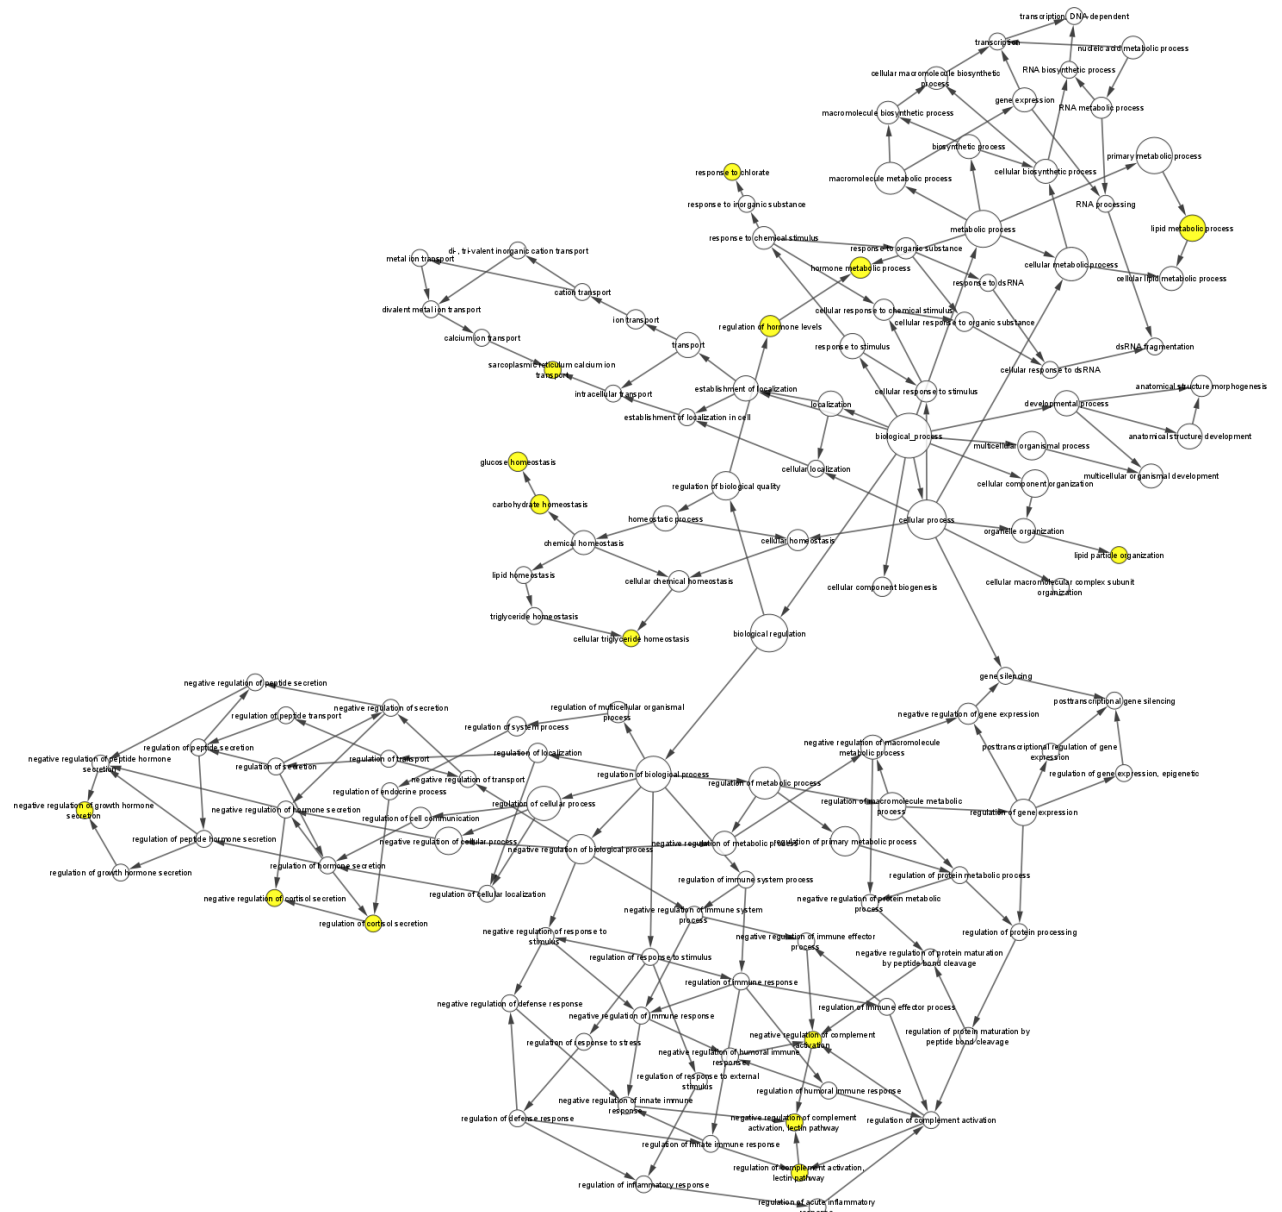 transcription, DNA-dependent
transcription
nucleic acid metabolic process
cellular macromolecule biosynthetic
process
RNA biosynthetic process
gene expression
RNA metabolic process
macromolecule biosynthetic process
biosynthetic process
primary metabolic process
response to chlorate
macromolecule metabolic process
cellular biosynthetic process
response to inorganic substance
RNA processing
metabolic process
lipid metabolic process
response to chemical stimulus
response to organic substance
di-, tri-valent inorganic cation transport
metal ion transport
hormone metabolic process
cellular metabolic process
cellular lipid metabolic process
response to dsRNA
cation transport
divalent metal ion transport
cellular response to chemical stimulus
ion transport
regulation of hormone levels
cellular response to organic substance
calcium ion transport
transport
response to stimulus
dsRNA fragmentation
sarcoplasmic reticulum calcium ion
transport
cellular response to dsRNA
establishment of localization
cellular response to stimulus
anatomical structure morphogenesis
intracellular transport
localization
developmental process
establishment of localization in cell
biological_process
anatomical structure development
multicellular organismal process
glucose homeostasis
cellular localization
multicellular organismal development
regulation of biological quality
cellular component organization
carbohydrate homeostasis
homeostatic process
cellular process
organelle organization
chemical homeostasis
cellular homeostasis
lipid particle organization
lipid homeostasis
cellular chemical homeostasis
cellular component biogenesis
cellular macromolecular complex subunit
organization
triglyceride homeostasis
cellular triglyceride homeostasis
biological regulation
gene silencing
negative regulation of peptide secretion
posttranscriptional gene silencing
negative regulation of secretion
regulation of multicellular organismal
process
negative regulation of gene expression
regulation of peptide transport
regulation of system process
regulation of peptide secretion
negative regulation of macromolecule
metabolic process
posttranscriptional regulation of gene
expression
negative regulation of peptide hormone
secretion
regulation of secretion
regulation of transport
regulation of localization
regulation of biological process
negative regulation of transport
regulation of metabolic process
regulation of gene expression, epigenetic
regulation of endocrine process
negative regulation of growth hormone
secretion
negative regulation of hormone secretion
regulation of cellular process
regulation of macromolecule metabolic
process
regulation of gene expression
regulation of cell communication
regulation of peptide hormone secretion
negative regulation of cellular process
negative regulation of biological process
negative regulation of metabolic process
regulation of primary metabolic process
regulation of growth hormone secretion
regulation of hormone secretion
regulation of immune system process
regulation of protein metabolic process
negative regulation of cortisol secretion
regulation of cellular localization
negative regulation of protein metabolic
process
regulation of cortisol secretion
negative regulation of immune system
process
negative regulation of response to
stimulus
negative regulation of immune effector
process
regulation of protein processing
regulation of response to stimulus
negative regulation of protein maturation
by peptide bond cleavage
regulation of immune response
negative regulation of defense response
regulation of immune effector process
negative regulation of immune response
regulation of protein maturation by
peptide bond cleavage
regulation of response to stress
negative regulation of complement
activation
negative regulation of humoral immune
response
regulation of response to external
stimulus
regulation of humoral immune response
negative regulation of innate immune
response
regulation of defense response
negative regulation of complement
activation, lectin pathway
regulation of complement activation
regulation of innate immune response
regulation of complement activation,
lectin pathway
regulation of inflammatory response
regulation of acute inflammatory
response